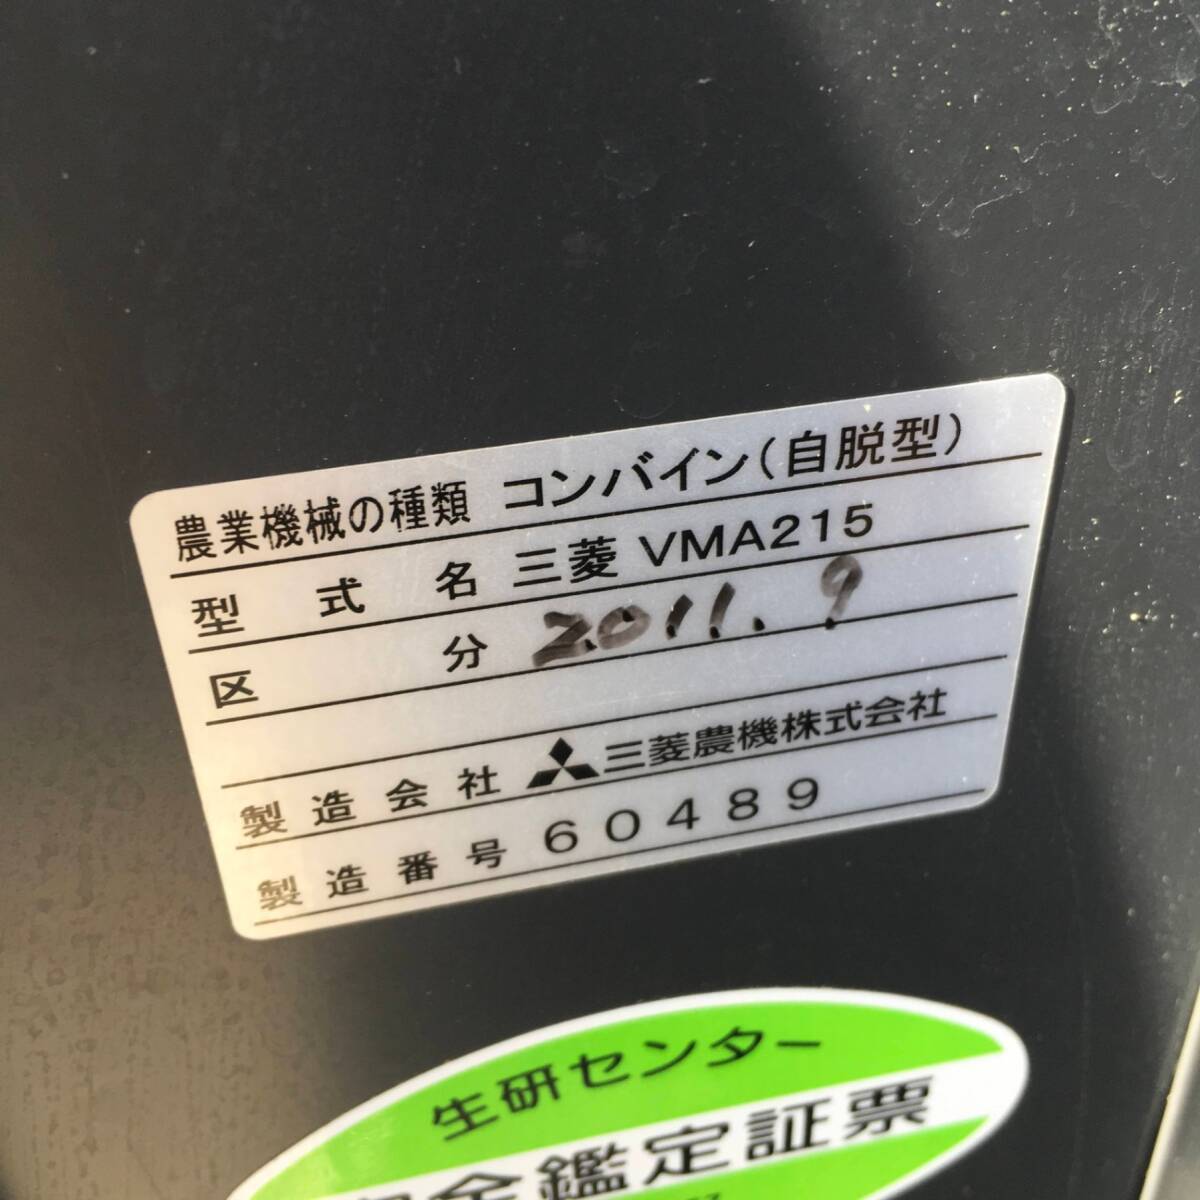 農業機械の種類 コンバイン(自脱型)
型式名 三菱 VMA215
区分 2011.9
製造会社 三菱農機株式会社
製造番号 60489
生研センター
全鑑定証票